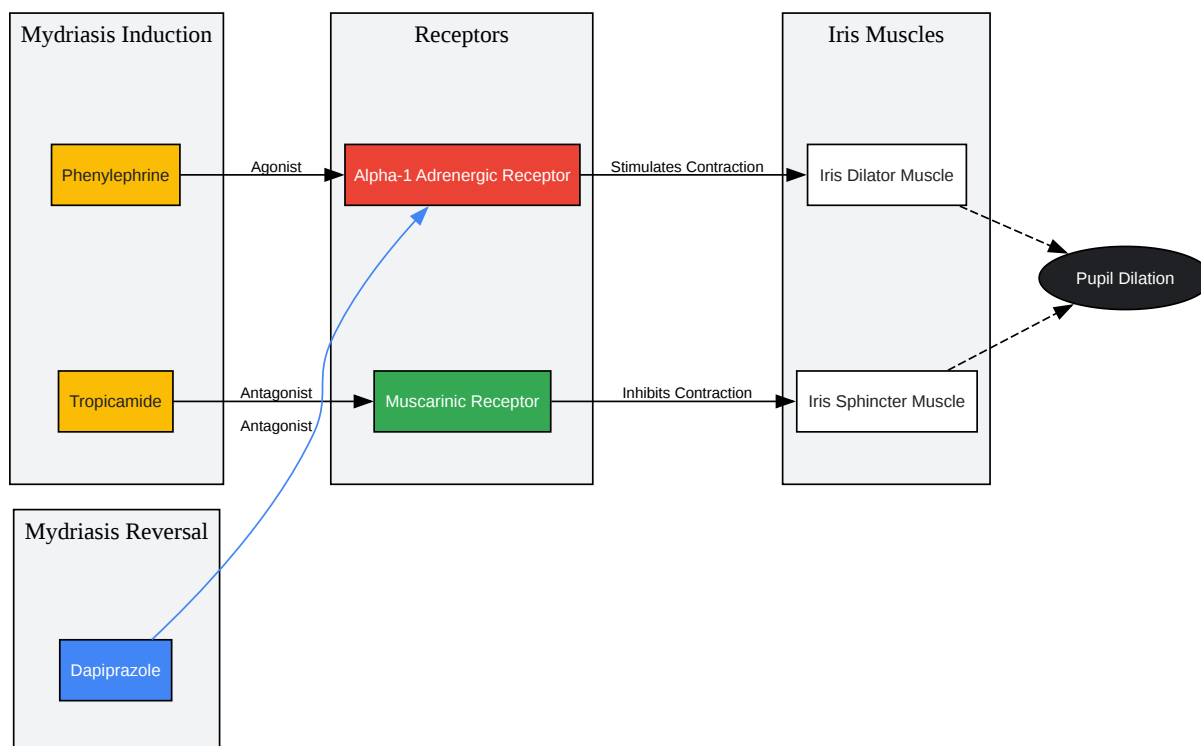 Mydriasis Induction
Receptors
Iris Muscles
Phenylephrine
Agonist
Alpha-1 Adrenergic Receptor
Stimulates Contraction
Iris Dilator Muscle
Pupil Dilation
Tropicamide
Antagonist
Muscarinic Receptor
Inhibits Contraction
Iris Sphincter Muscle
Antagonist
Mydriasis Reversal
Dapiprazole